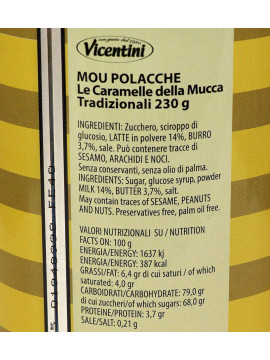 Vicentini
MOU POLACCHE
Le Caramelle della Mucca
Tradizionali 230 g
INGREDIENTI: Zucchero, sciroppo di
glucosio, LATTE in polvere 14%, BURRO
3,7%, sale. Può contenere tracce di
SESAMO, ARACHIDI E NOCI.
Senza conservanti, senza olio di palma.
INGREDIENTS: Sugar, glucose syrup, powder
MILK 14%, BUTTER 3,7%, salt.
May contain traces of SESAME, PEANUTS
AND NUTS. Preservatives free, palm oil free.
VALORI NUTRIZIONALI SU / NUTRITION
FACTS ON: 100 g
ENERGIA/ENERGY: 1637 kj
ENERGIA/ENERGY: 387 kcal
GRASSI/FAT: 6,4 gr di cui saturi / of which
saturated: 4,0 gr
CARBOIDRATI/CARBOHYDRATE: 79,0 gr
di cui zuccheri/of which sugars: 68,0 gr
PROTEINE/PROTEIN: 3,7 gr
SALE/SALT: 0,21 g